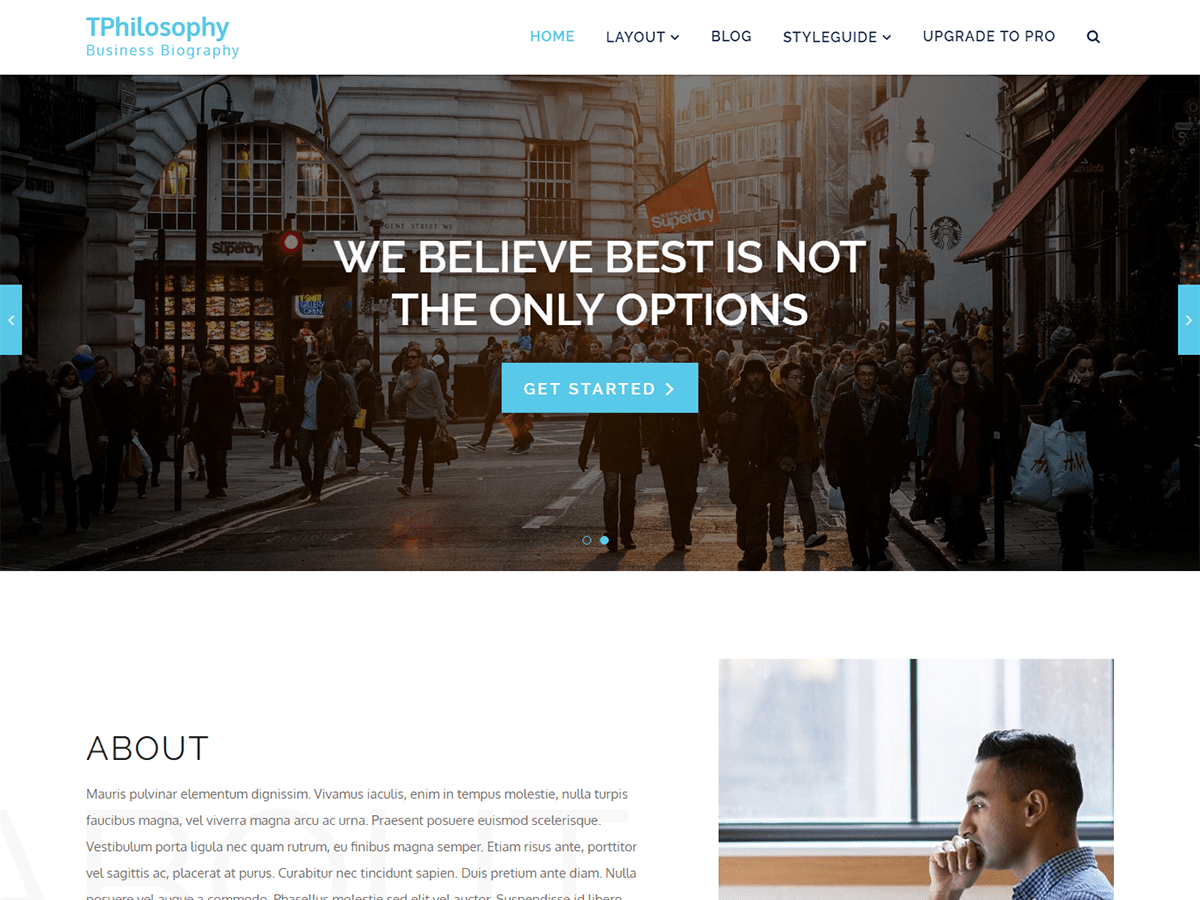 TPhilosophy
Business Biography
HOME
LAYOUT
BLOG
STYLEGUIDE
UPGRADE TO PRO
Superdry
GENT STREET W1
Superdry
T-SHIRT
GALLERY
OPEN
WE BELIEVE BEST IS NOT
THE ONLY OPTIONS
GET STARTED
H&M
ABOUT
ABOUT
Mauris pulvinar elementum dignissim. Vivamus iaculis, enim in tempus molestie, nulla turpis
faucibus magna, vel viverra magna arcu ac urna. Praesent posuere euismod scelerisque.
Vestibulum porta ligula nec quam rutrum, eu finibus magna semper. Etiam risus ante, porttitor
vel sagittis ac, placerat at purus. Curabitur nec tincidunt sapien. Duis pretium ante diam. Nulla
posuere vel augue a commodo. Phasellus molestie sed elit vel auctor. Suspendisse id libero